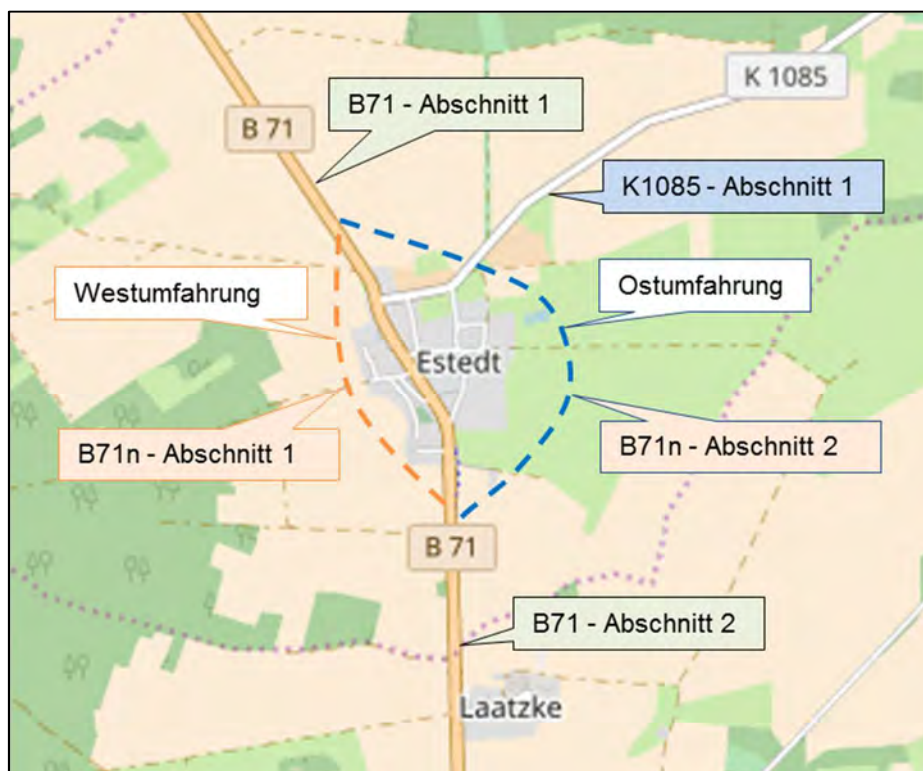 K 1085
B71 - Abschnitt 1
B 71
K1085 - Abschnitt 1
Westumfahrung
Ostumfahrung
Estedt
B71n - Abschnitt 1
B71n - Abschnitt 2
B 71
B71 - Abschnitt 2
Laatzke